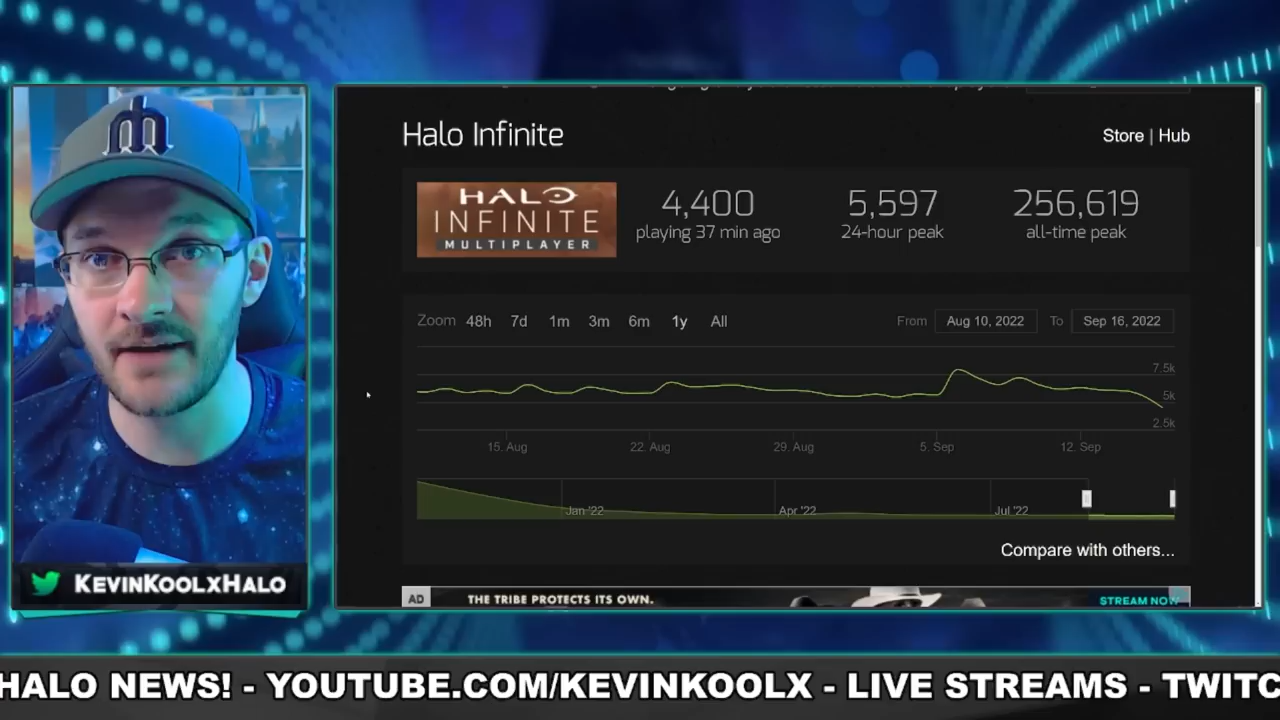 Halo Infinite
Store | Hub
HALO
INFINITE
MULTIPLAYER
4,400
playing 37 min ago
5,597
24-hour peak
256,619
all-time peak
Zoom 48h 7d 1m 3m 6m 1y All
From Aug 10, 2022 To Sep 16, 2022
7.5k
5k
2.5k
15. Aug 22. Aug 29. Aug 5. Sep 12. Sep
Jan '22 Apr '22 Jul '22
Compare with others...
AD THE TRIBE PROTECTS ITS OWN. STREAM NOW
KEVINKOOLXHALO
HALO NEWS! - YOUTUBE.COM/KEVINKOOLX - LIVE STREAMS - TWITC